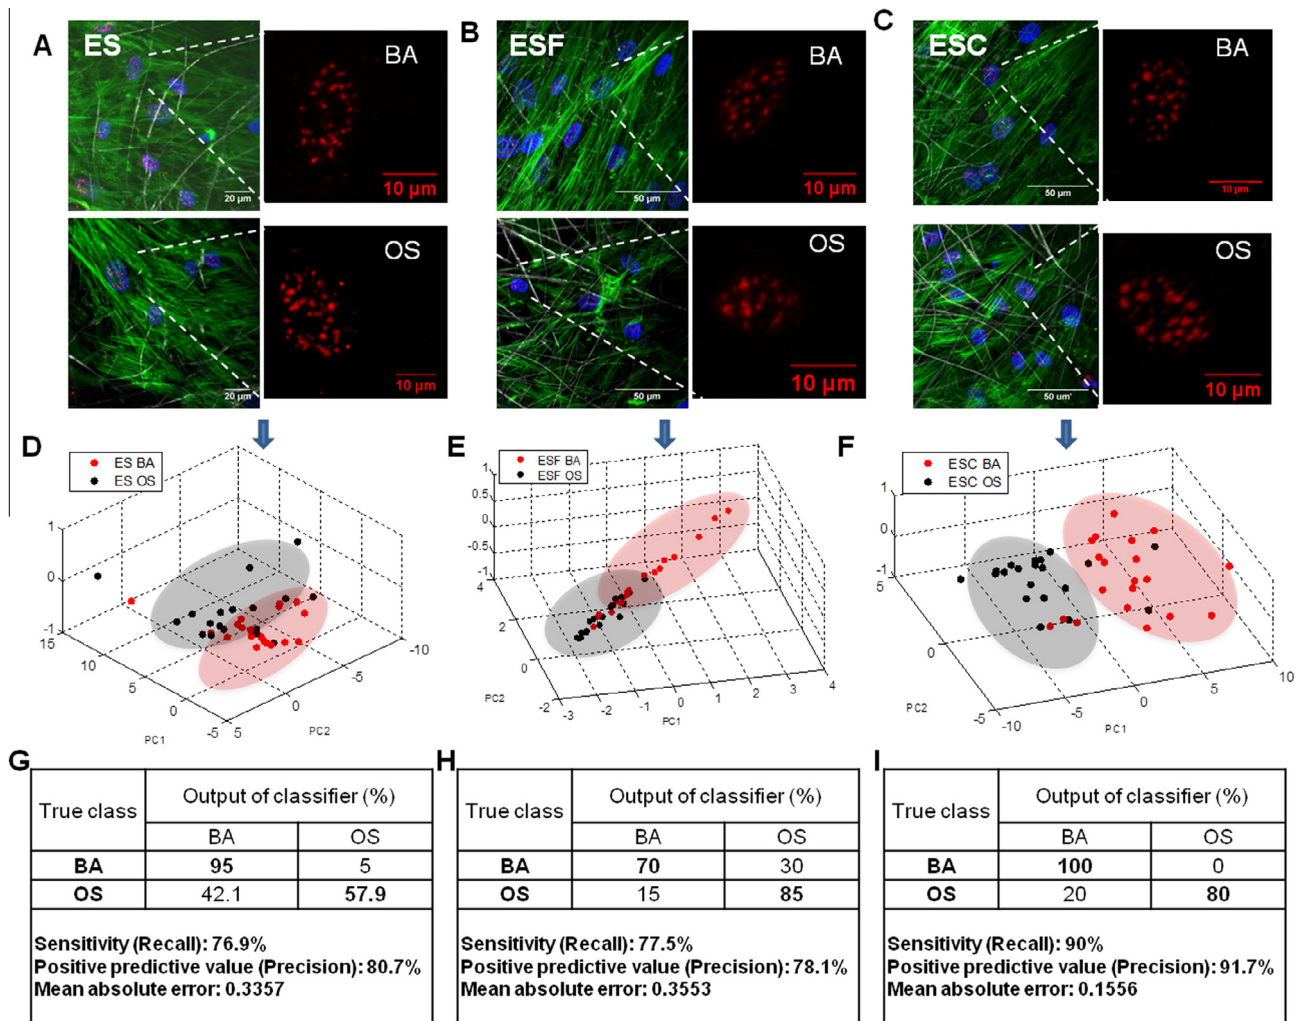 A
ES
BA
20 µm
10 µm
OS
20 µm
10 µm
B
ESF
BA
50 µm
10 µm
OS
50 µm
10 µm
C
ESC
BA
50 µm
10 µm
OS
50 um'
10 µm
D
ES BA
ES OS
1
0
-1
15
10
5
0
-5
5
0
-5
-10
PC1
PC2
E
ESF BA
ESF OS
1
0.5
0
-0.5
-1
4
2
0
-2
-3
-2
-1
0
1
2
3
4
PC2
PC1
F
ESC BA
ESC OS
1
0
-1
5
0
-5
-10
-5
0
5
10
PC2
PC1
G
True class
Output of classifier (%)
BA OS
BA 95 5
OS 42.1 57.9
Sensitivity (Recall): 76.9%
Positive predictive value (Precision): 80.7%
Mean absolute error: 0.3357
H
True class
Output of classifier (%)
BA OS
BA 70 30
OS 15 85
Sensitivity (Recall): 77.5%
Positive predictive value (Precision): 78.1%
Mean absolute error: 0.3553
I
True class
Output of classifier (%)
BA OS
BA 100 0
OS 20 80
Sensitivity (Recall): 90%
Positive predictive value (Precision): 91.7%
Mean absolute error: 0.1556